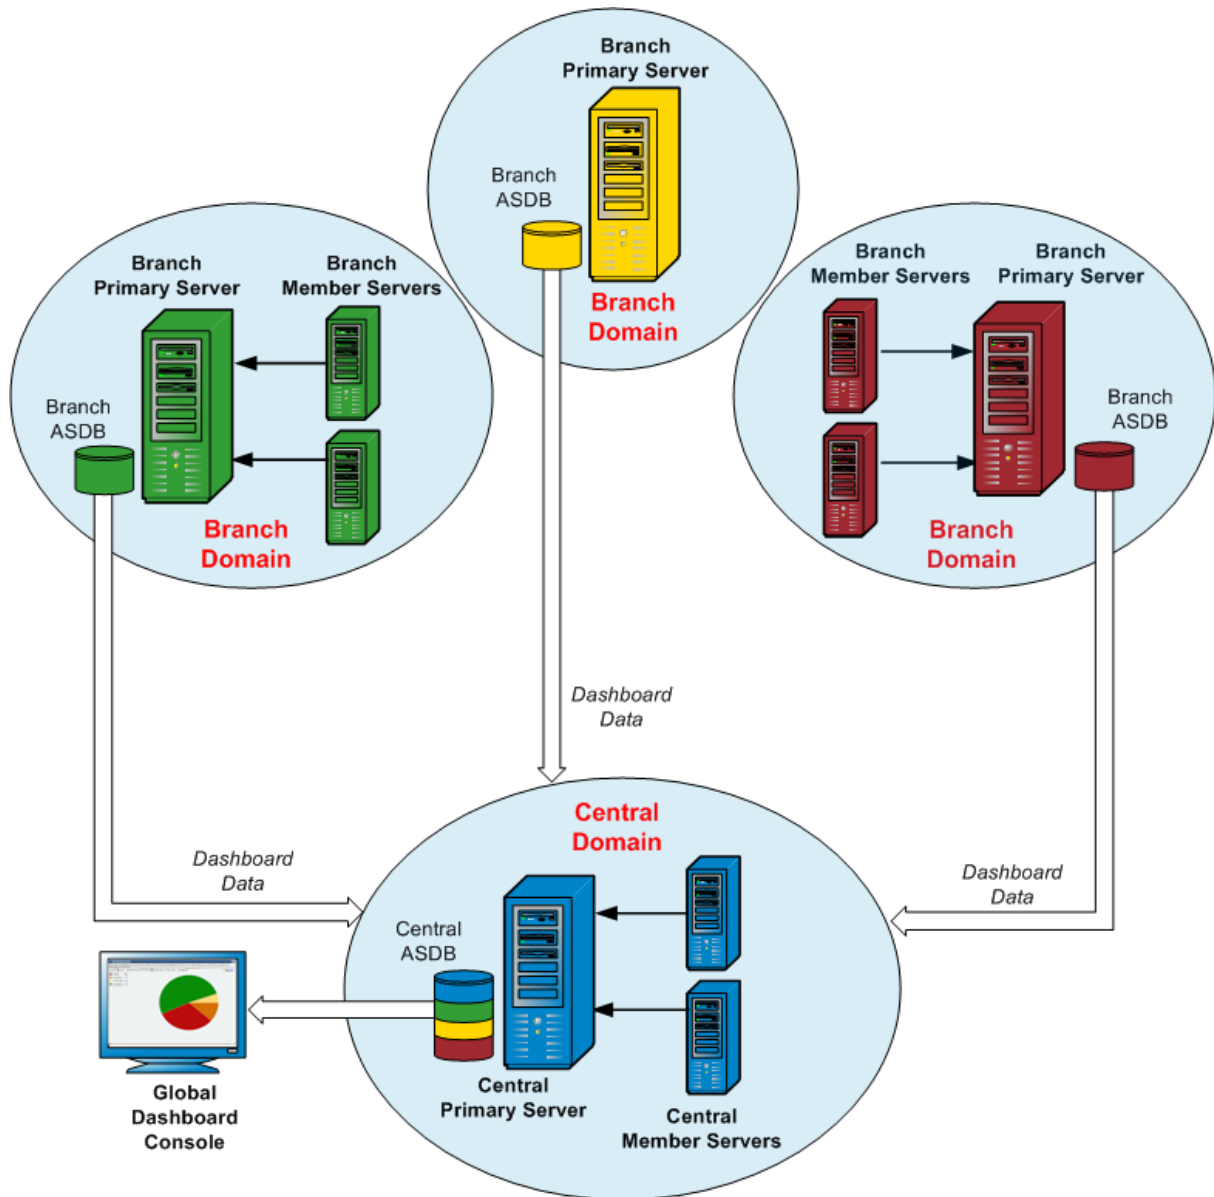 Branch
Primary Server
Branch
ASDB
Branch
Domain
Branch
Primary Server
Branch
Member Servers
Branch
ASDB
Branch
Domain
Branch
Member Servers
Branch
Primary Server
Branch
ASDB
Branch
Domain
Dashboard
Data
Dashboard
Data
Dashboard
Data
Central
Domain
Central
ASDB
Central
Primary Server
Central
Member Servers
Global
Dashboard
Console